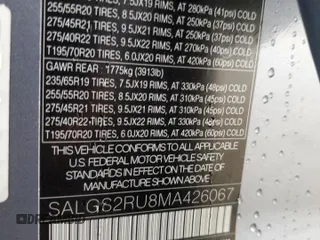 255/55R20 TIRES, 8.5JX20 RIMS, AT 250kPa (37psi) COLD
275/45R21 TIRES, 9.5JX21 RIMS, AT 250kPa (37psi) COLD
275/40R22 TIRES, 9.5JX22 RIMS, AT 270kPa (40psi) COLD
T195/70R20 TIRES, 6.0JX20 RIMS, AT 420kPa (60psi) COLD
GAWR REAR : 1775kg (3913lb)
235/65R19 TIRES, 7.5JX19 RIMS, AT 330kPa (48psi) COLD
255/55R20 TIRES, 8.5JX20 RIMS, AT 310kPa (45psi) COLD
275/45R21 TIRES, 9.5JX21 RIMS, AT 310kPa (45psi) COLD
275/40R22 TIRES, 9.5JX22 RIMS, AT 330kPa (48psi) COLD
T195/70R20 TIRES, 6.0JX20 RIMS, AT 420kPa (60psi) COLD
THIS VEHICLE CONFORMS TO ALL APPLICABLE
FEDERAL MOTOR VEHICLE SAFETY STANDARDS
IN EFFECT ON THE DATE OF MANUFACTURE
SHOWN ABOVE
SALGS2RU8MA426067